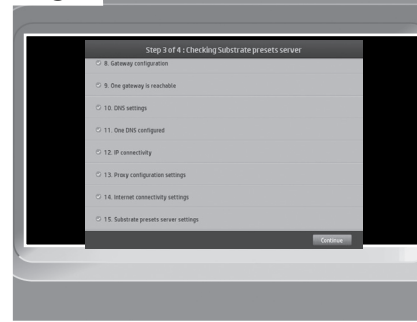 Step 3 of 4 : Checking Substrate presets server
8. Gateway configuration
9. One gateway is reachable
10. DNS settings
11. One DNS configured
12. IP connectivity
13. Proxy configuration settings
14. Internet connectivity settings
15. Substrate presets server settings
Continue